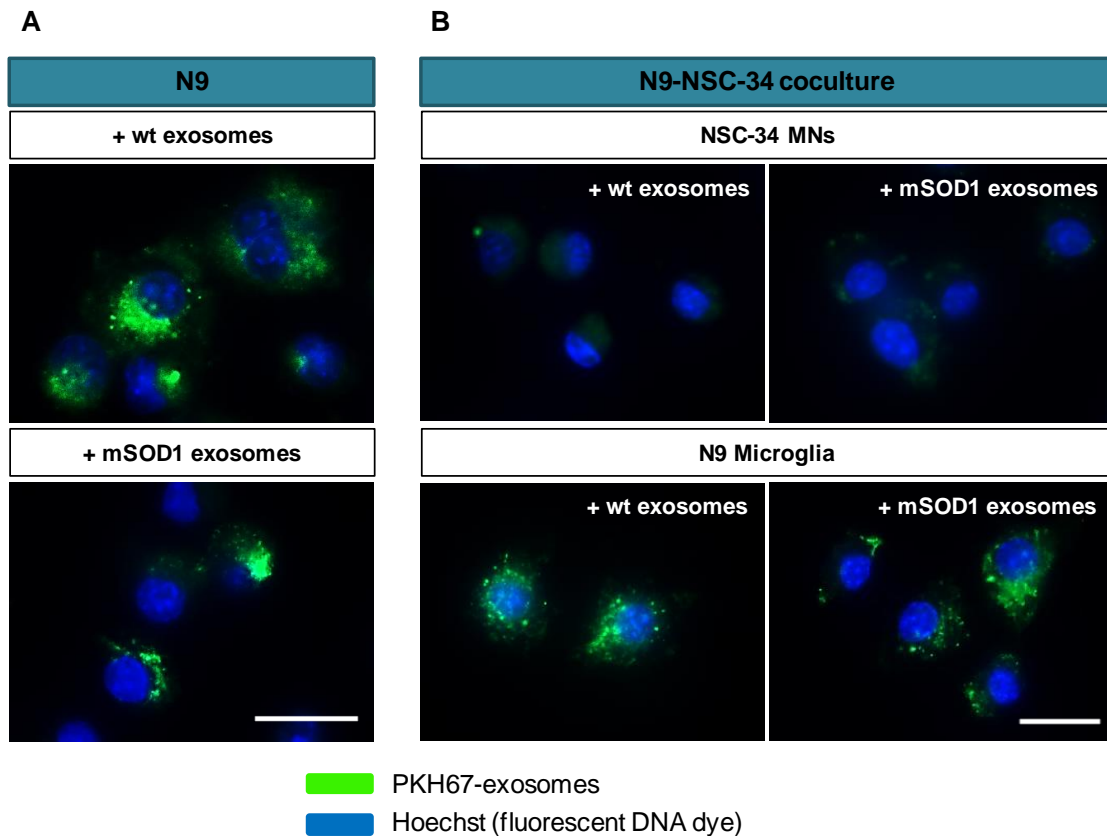 A
B
N9
N9-NSC-34 coculture
+ wt exosomes
NSC-34 MNs
+ wt exosomes
+ mSOD1 exosomes
+ mSOD1 exosomes
N9 Microglia
+ wt exosomes
+ mSOD1 exosomes
PKH67-exosomes
Hoechst (fluorescent DNA dye)